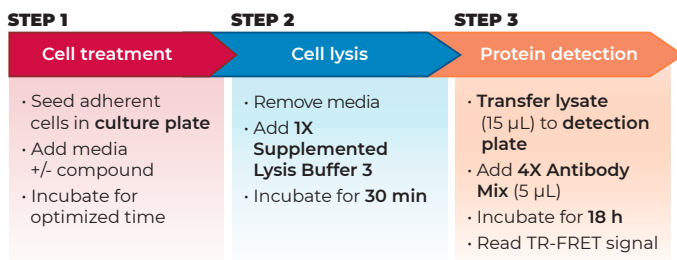 STEP 1
Cell treatment
· Seed adherent
cells in culture plate
· Add media
+/- compound
· Incubate for
optimized time
STEP 2
Cell lysis
· Remove media
· Add 1X
Supplemented
Lysis Buffer 3
· Incubate for 30 min
STEP 3
Protein detection
· Transfer lysate
(15 µL) to detection
plate
· Add 4X Antibody
Mix (5 µL)
· Incubate for 18 h
· Read TR-FRET signal